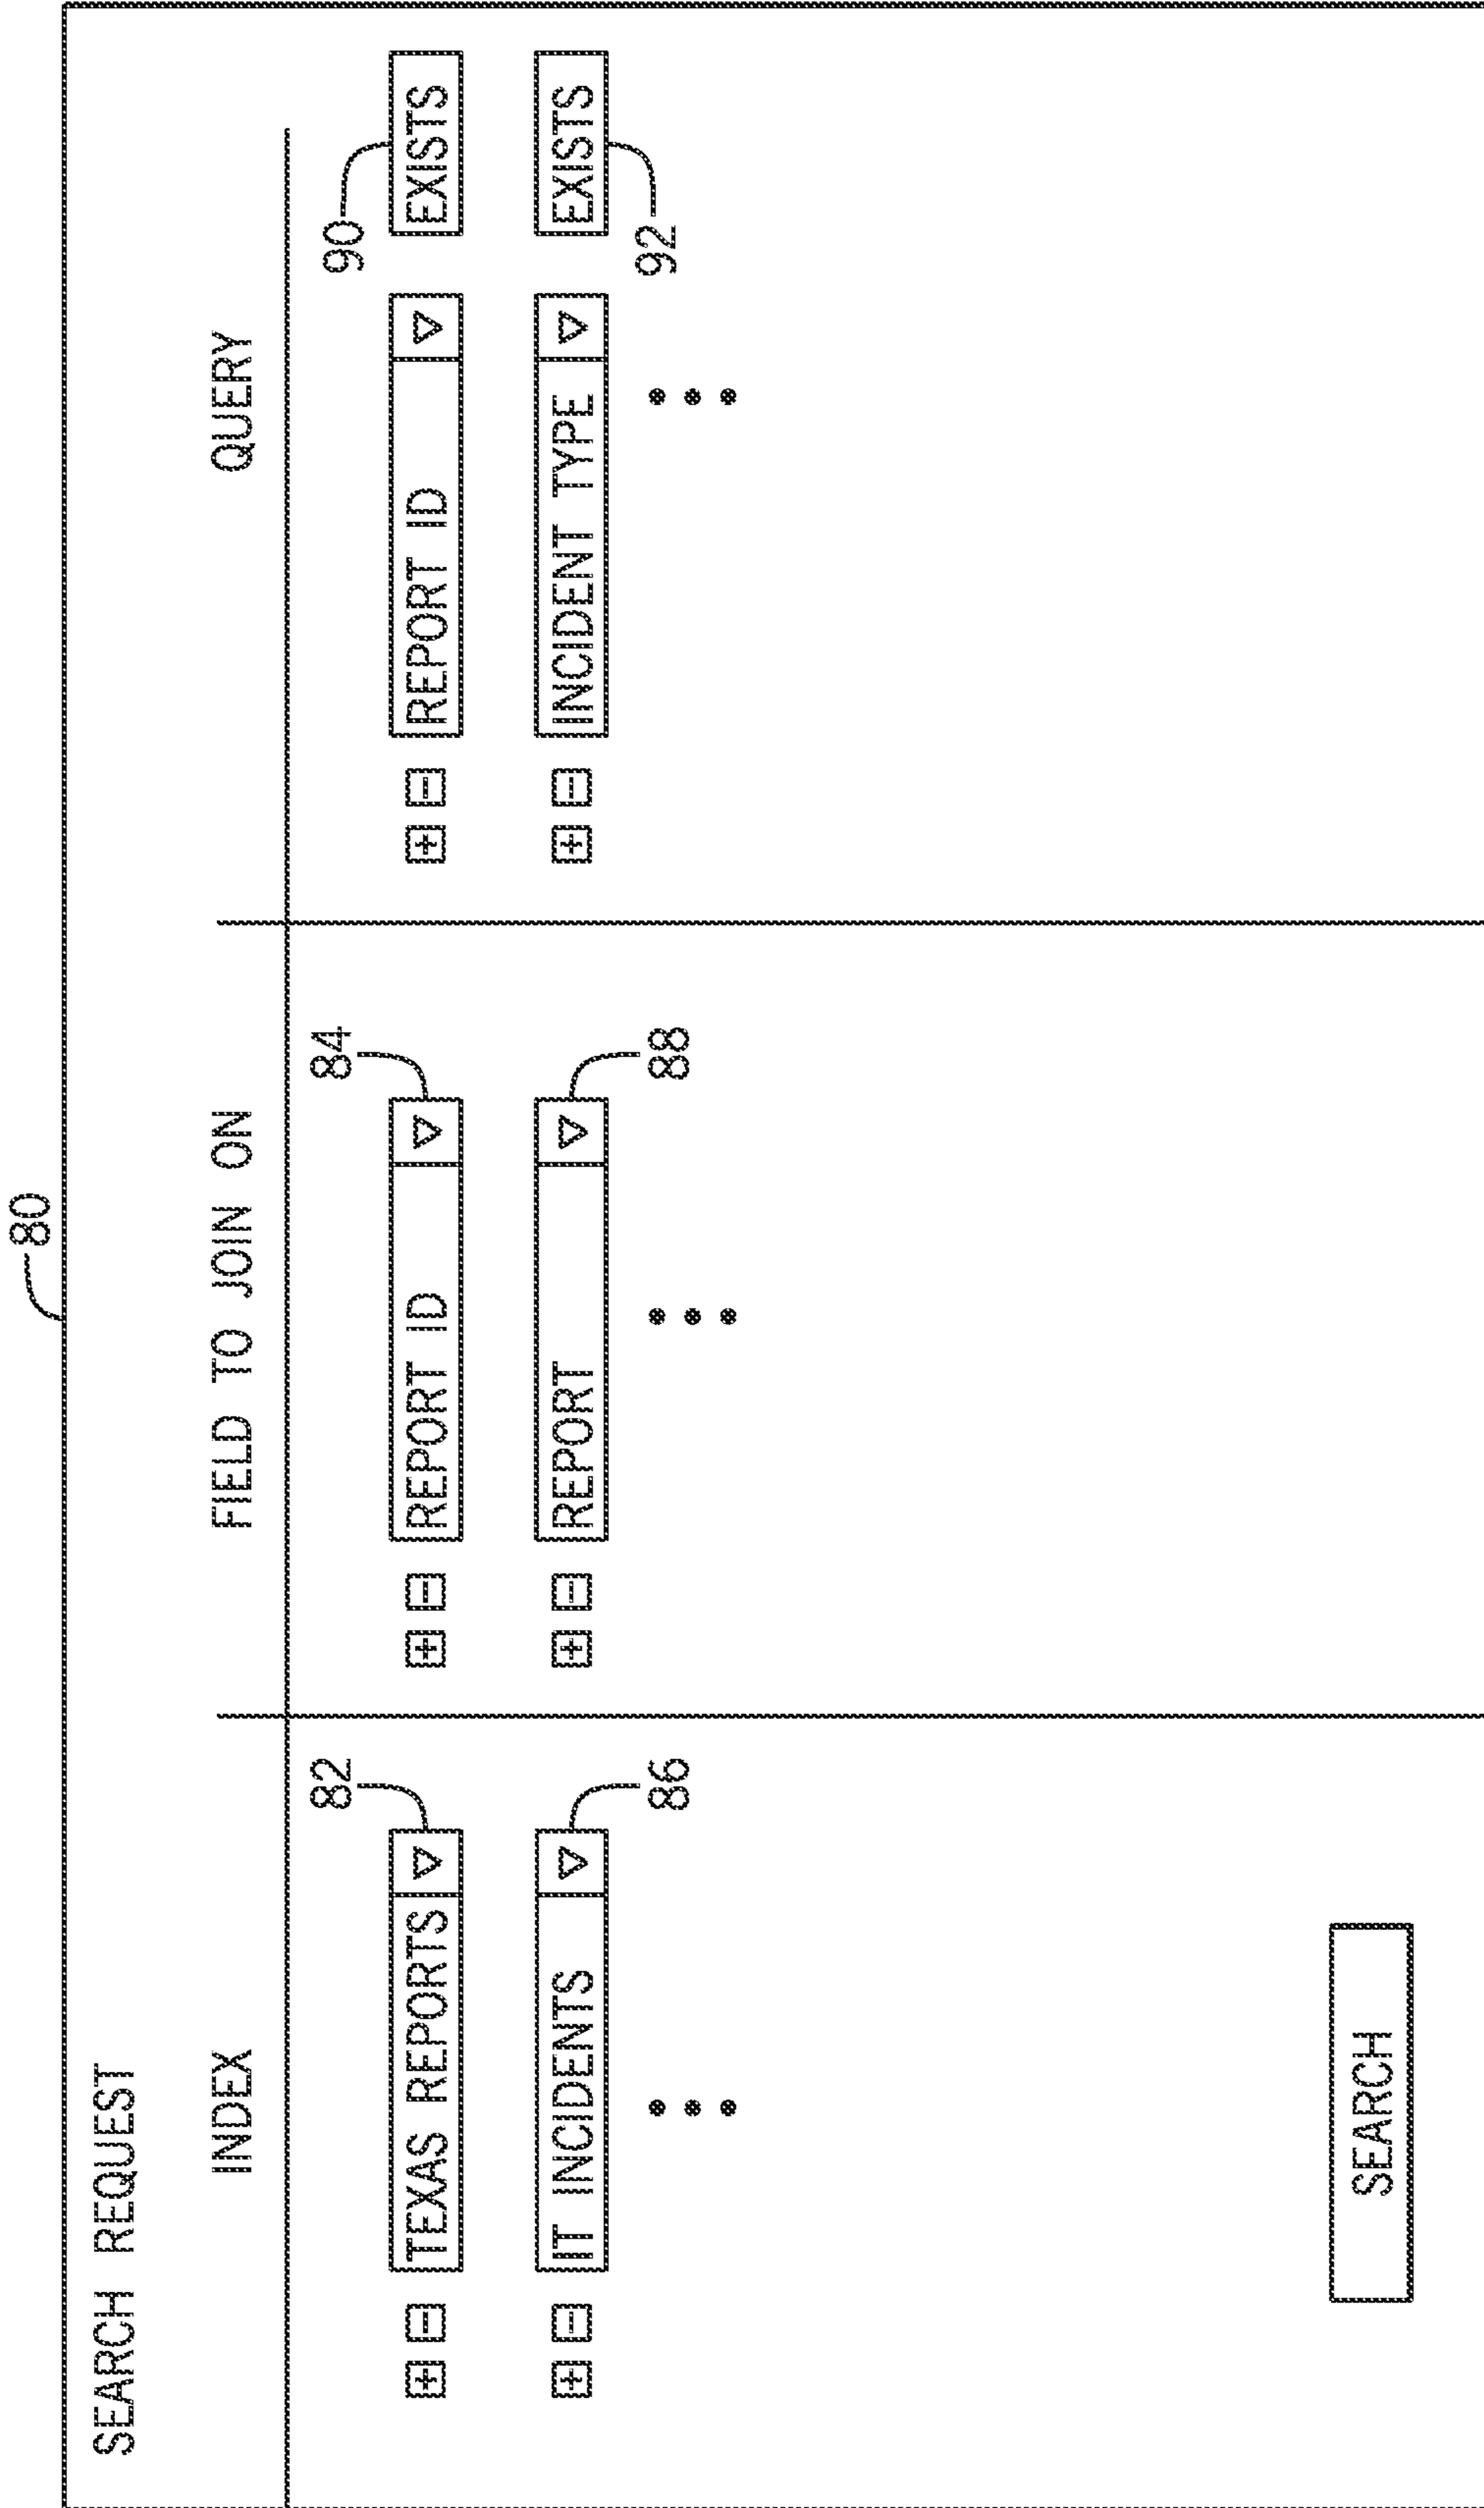 80
SEARCH REQUEST
INDEX FIELD TO JOIN ON QUERY
82 84 90
+ - TEXAS REPORTS ▽ + - REPORT ID ▽ + - REPORT ID ▽ EXISTS
+ - IT INCIDENTS ▽ + - REPORT ▽ + - INCIDENT TYPE ▽ EXISTS
86 88 92
SEARCH